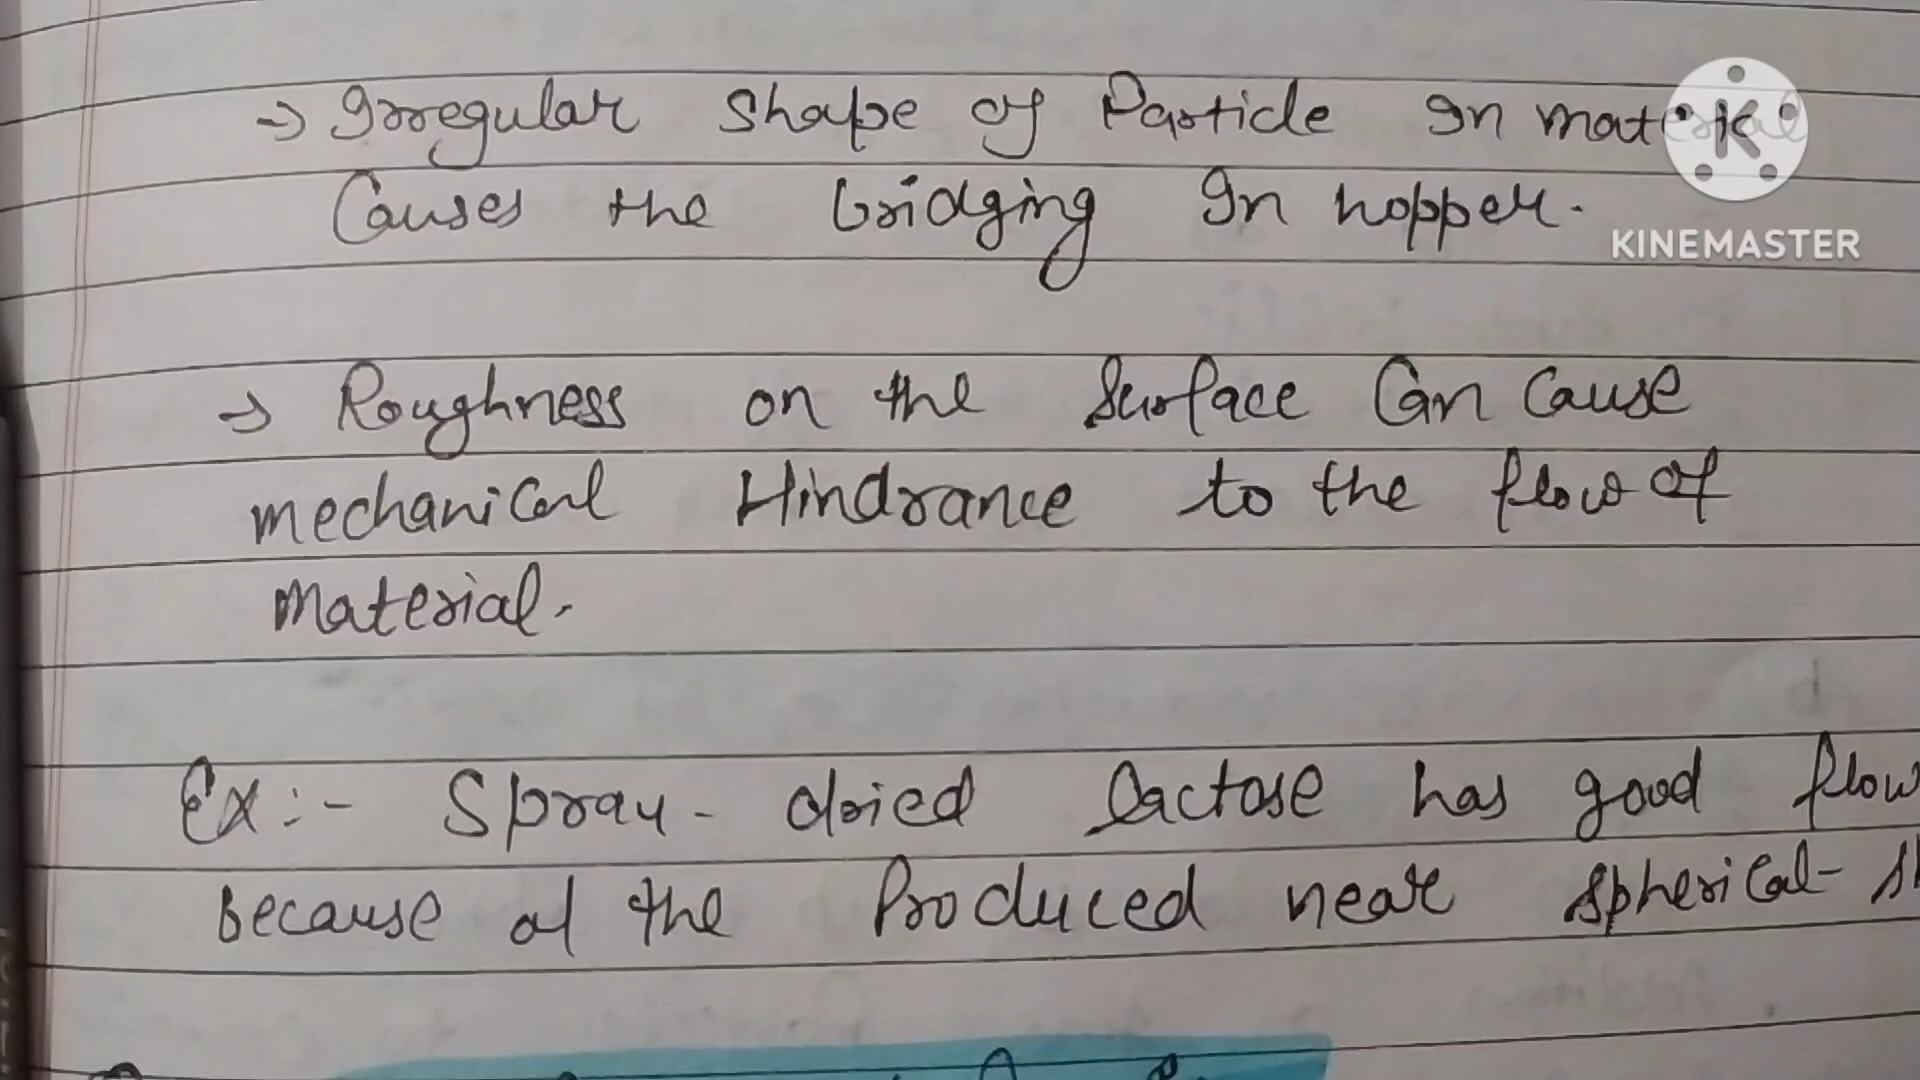 → Irregular shape of Particle In material
Causes the bridging In hopper.
→ Roughness on the Surface Can Cause
mechanical Hindrance to the flow of
material.
Ex:- Spray-dried lactose has good flow
Because of the Produced near spherical-
K
KINEMASTER